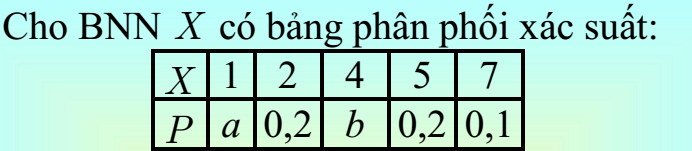 Cho BNN X có bảng phân phối xác suất:
X 1 2 4 5 7
P a 0,2 b 0,2 0,1